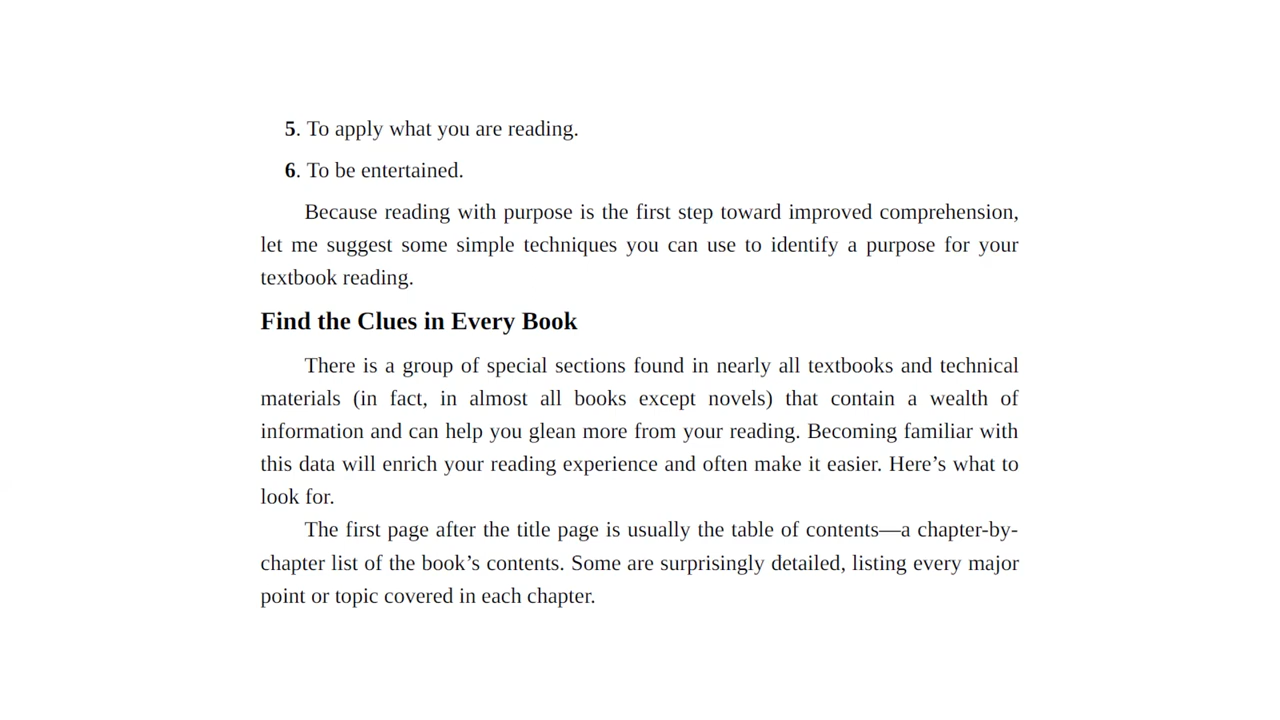 5. To apply what you are reading.
6. To be entertained.
Because reading with purpose is the first step toward improved comprehension,
let me suggest some simple techniques you can use to identify a purpose for your
textbook reading.
Find the Clues in Every Book
There is a group of special sections found in nearly all textbooks and technical
materials (in fact, in almost all books except novels) that contain a wealth of
information and can help you glean more from your reading. Becoming familiar with
this data will enrich your reading experience and often make it easier. Here’s what to
look for.
The first page after the title page is usually the table of contents—a chapter-by-
chapter list of the book’s contents. Some are surprisingly detailed, listing every major
point or topic covered in each chapter.